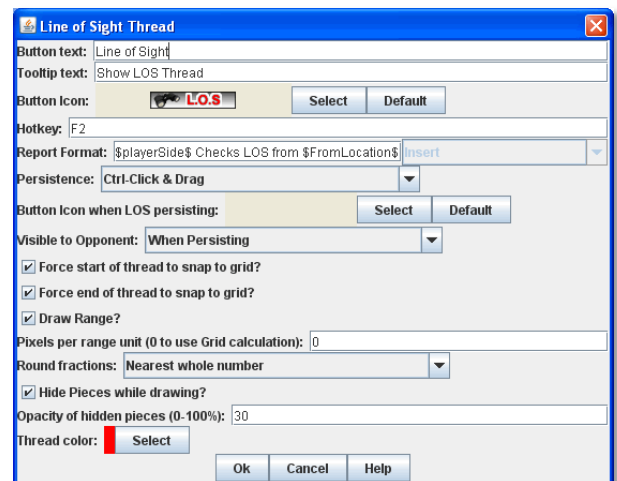 Line of Sight Thread
Button text: Line of Sight
Tooltip text: Show LOS Thread
Button Icon: L.O.S Select Default
Hotkey: F2
Report Format: $playerSide$ Checks LOS from $FromLocation$ Insert
Persistence: Ctrl-Click & Drag
Button Icon when LOS persisting: Select Default
Visible to Opponent: When Persisting
Force start of thread to snap to grid?
Force end of thread to snap to grid?
Draw Range?
Pixels per range unit (0 to use Grid calculation): 0
Round fractions: Nearest whole number
Hide Pieces while drawing?
Opacity of hidden pieces (0-100%): 30
Thread color: Select
Ok Cancel Help